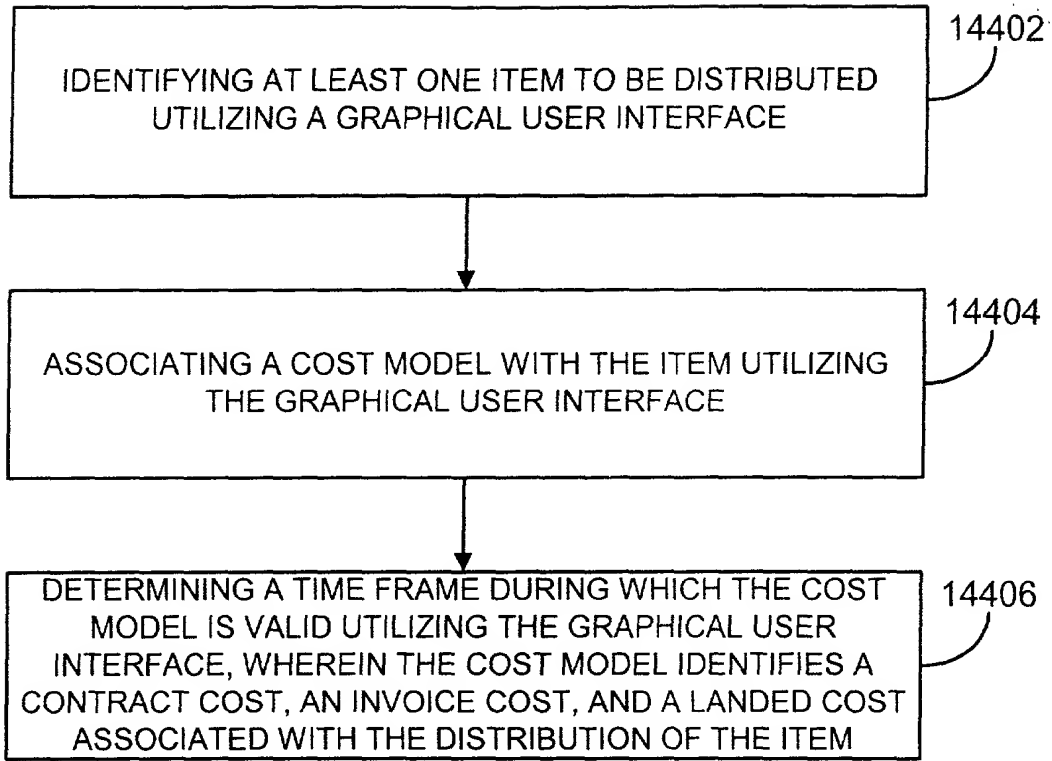 14402
IDENTIFYING AT LEAST ONE ITEM TO BE DISTRIBUTED
UTILIZING A GRAPHICAL USER INTERFACE
14404
ASSOCIATING A COST MODEL WITH THE ITEM UTILIZING
THE GRAPHICAL USER INTERFACE
14406
DETERMINING A TIME FRAME DURING WHICH THE COST
MODEL IS VALID UTILIZING THE GRAPHICAL USER
INTERFACE, WHEREIN THE COST MODEL IDENTIFIES A
CONTRACT COST, AN INVOICE COST, AND A LANDED COST
ASSOCIATED WITH THE DISTRIBUTION OF THE ITEM